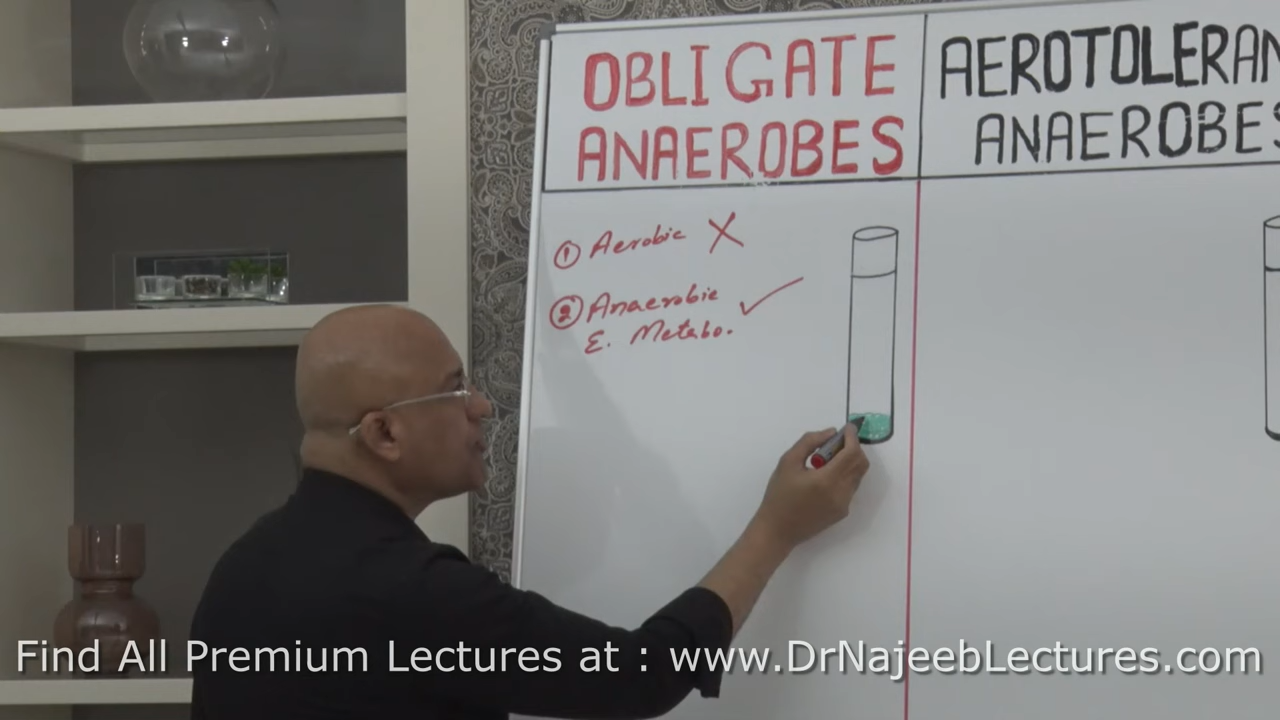 OBLIGATE
ANAEROBES
AEROTOLERAN
ANAEROBES
① Aerobic X
② Anaerobic ✓
E. Metabo.
Find All Premium Lectures at : www.DrNajeebLectures.com